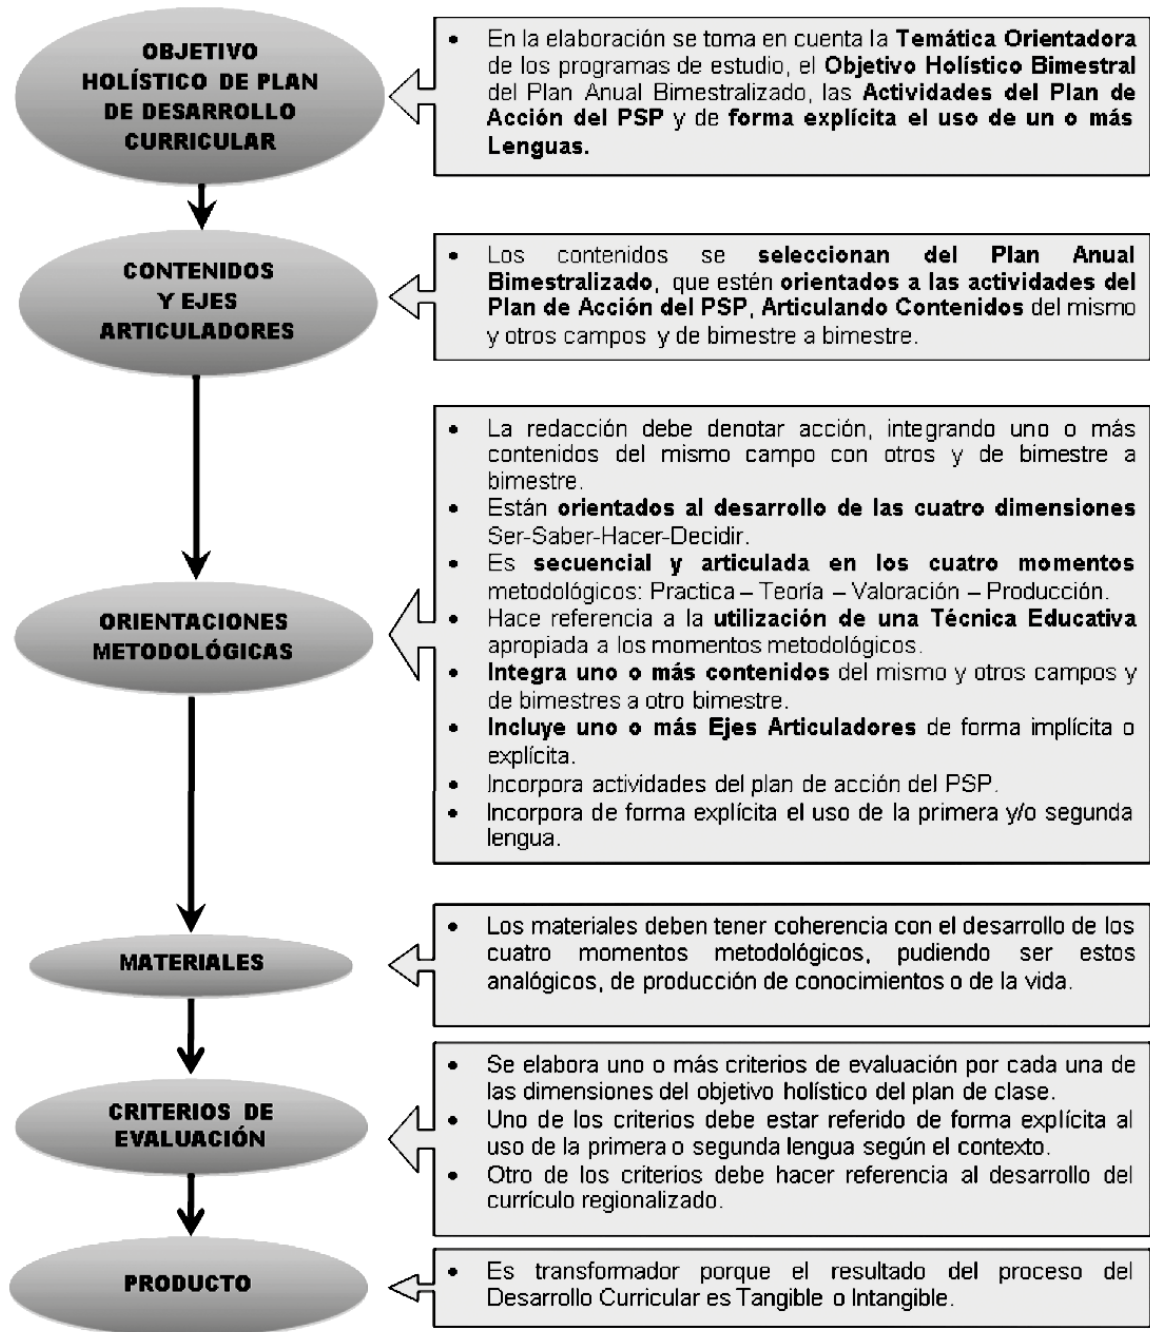 OBJETIVO
HOLÍSTICO DE PLAN
DE DESARROLLO
CURRICULAR
• En la elaboración se toma en cuenta la Temática Orientadora
de los programas de estudio, el Objetivo Holístico Bimestral
del Plan Anual Bimestralizado, las Actividades del Plan de
Acción del PSP y de forma explícita el uso de un o más
Lenguas.
CONTENIDOS
Y EJES
ARTICULADORES
• Los contenidos se seleccionan del Plan Anual
Bimestralizado, que estén orientados a las actividades del
Plan de Acción del PSP, Articulando Contenidos del mismo
y otros campos y de bimestre a bimestre.
ORIENTACIONES
METODOLÓGICAS
• La redacción debe denotar acción, integrando uno o más
contenidos del mismo campo con otros y de bimestre a
bimestre.
• Están orientados al desarrollo de las cuatro dimensiones
Ser-Saber-Hacer-Decidir.
• Es secuencial y articulada en los cuatro momentos
metodológicos: Practica – Teoría – Valoración – Producción.
• Hace referencia a la utilización de una Técnica Educativa
apropiada a los momentos metodológicos.
• Integra uno o más contenidos del mismo y otros campos y
de bimestres a otro bimestre.
• Incluye uno o más Ejes Articuladores de forma implícita o
explícita.
• Incorpora actividades del plan de acción del PSP.
• Incorpora de forma explícita el uso de la primera y/o segunda
lengua.
MATERIALES
• Los materiales deben tener coherencia con el desarrollo de los
cuatro momentos metodológicos, pudiendo ser estos
analógicos, de producción de conocimientos o de la vida.
CRITERIOS DE
EVALUACIÓN
• Se elabora uno o más criterios de evaluación por cada una de
las dimensiones del objetivo holístico del plan de clase.
• Uno de los criterios debe estar referido de forma explícita al
uso de la primera o segunda lengua según el contexto.
• Otro de los criterios debe hacer referencia al desarrollo del
currículo regionalizado.
PRODUCTO
• Es transformador porque el resultado del proceso del
Desarrollo Curricular es Tangible o Intangible.